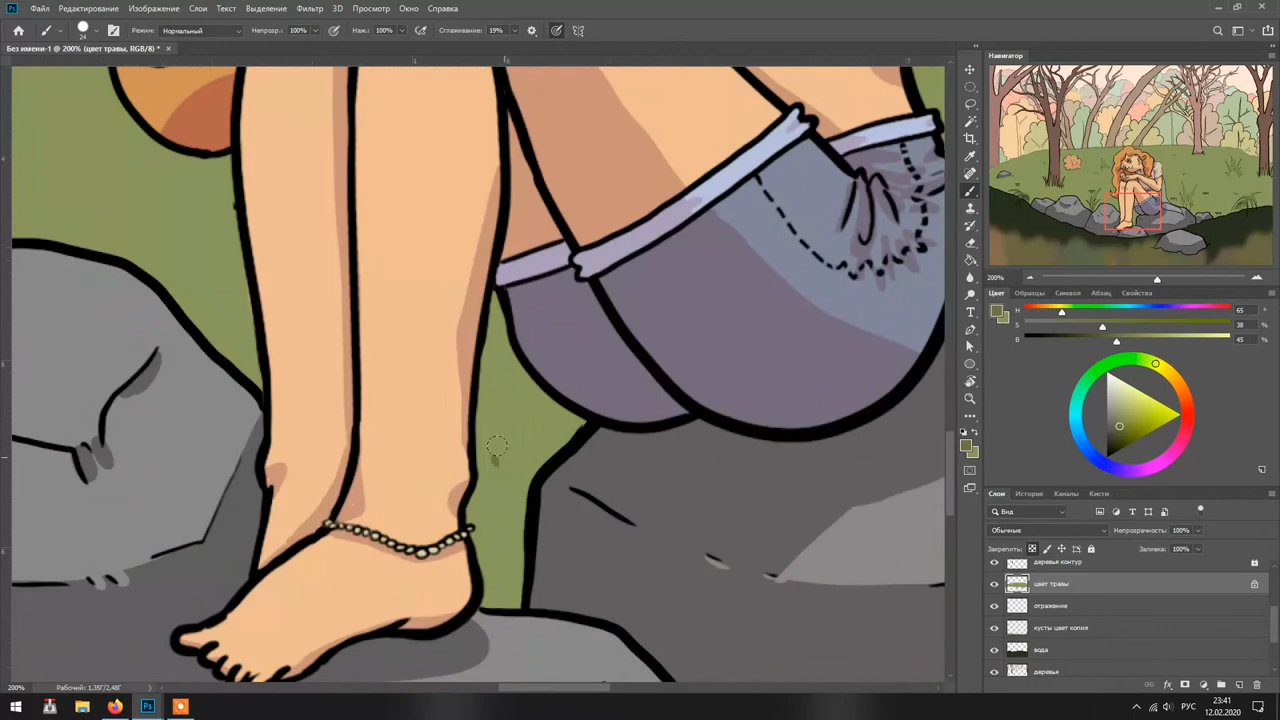 Ps Файл Редактирование Изображение Слои Текст Выделение Фильтр 3D Просмотр Окно Справка
24 Режим: Нормальный Непрозр.: 100% Наж.: 100% Сглаживание: 19%
Без имени-1 @ 200% (цвет травы, RGB/8) *
Навигатор
200%
Цвет Образцы Символ Абзац Свойства
H 65 °
S 38 %
B 45 %
Слои История Каналы Кисти
Вид
Обычные Непрозрачность: 100%
Закрепить: Заливка: 100%
деревья контур
цвет травы
отражение
кусты цвет копия
вода
деревья
200% Рабочий: 1,35Г/2,48Г
Ps РУС 23:41
12.02.2020